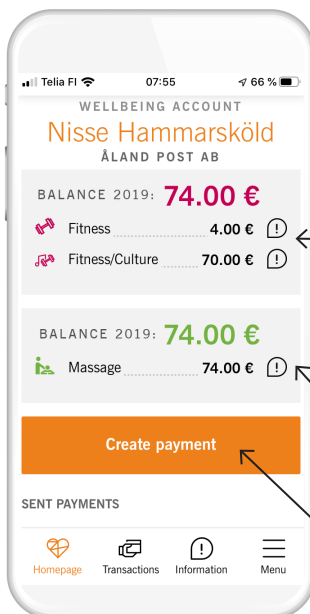 Telia FI 07:55 66 %
WELLBEING ACCOUNT
Nisse Hammarsköld
ÅLAND POST AB
BALANCE 2019: 74.00 €
Fitness 4.00 €
Fitness/Culture 70.00 €
BALANCE 2019: 74.00 €
Massage 74.00 €
Create payment
SENT PAYMENTS
Homepage Transactions Information Menu